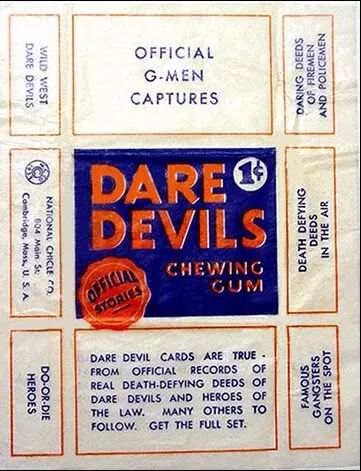 WILD WEST
DARE DEVILS
OFFICIAL
G-MEN
CAPTURES
DARING DEEDS
OF FIREMEN
AND POLICEMEN
NATIONAL CHICLE CO.
804 Main St.
Cambridge, Mass., U. S. A.
DARE
DEVILS
1¢
CHEWING
GUM
OFFICIAL
STORIES
DEATH DEFYING
DEEDS
IN THE AIR
DO-OR-DIE
HEROES
DARE DEVIL CARDS ARE TRUE -
FROM OFFICIAL RECORDS OF
REAL DEATH-DEFYING DEEDS OF
DARE DEVILS AND HEROES OF
THE LAW. MANY OTHERS TO
FOLLOW. GET THE FULL SET.
FAMOUS
GANGSTERS
ON THE SPOT